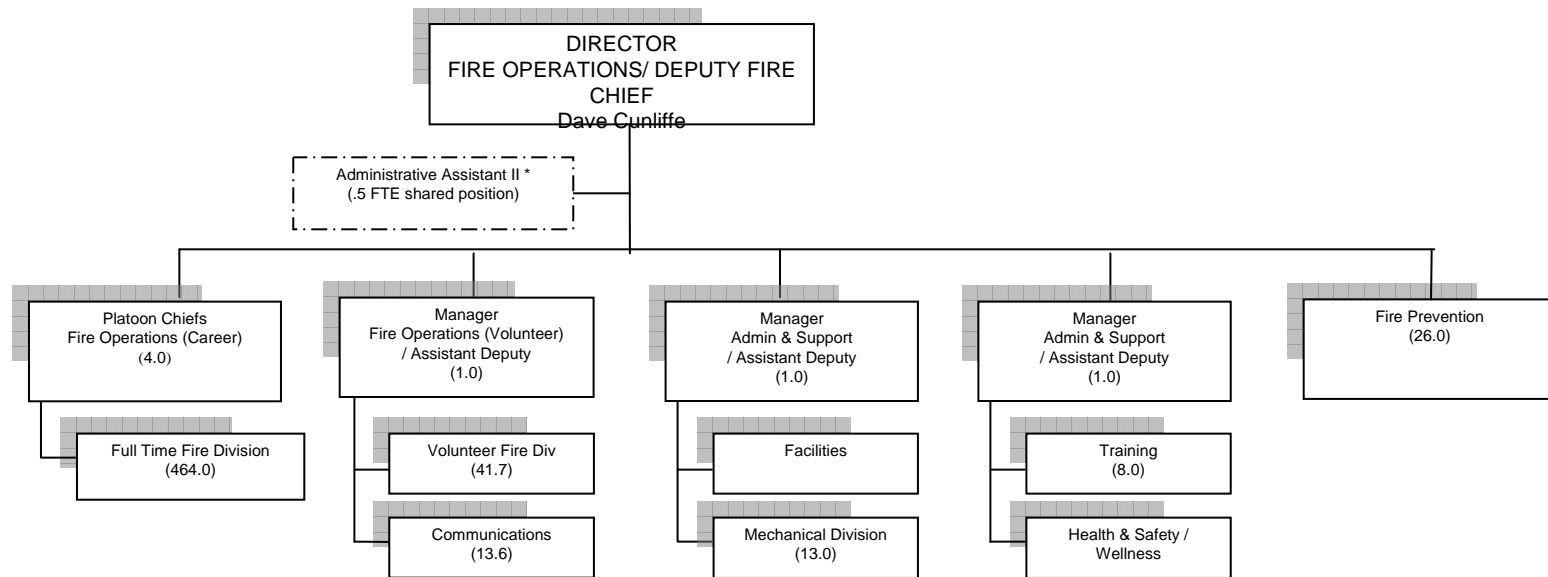 DIRECTOR
FIRE OPERATIONS/ DEPUTY FIRE
CHIEF
Dave Cunliffe
Administrative Assistant II *
(.5 FTE shared position)
Platoon Chiefs
Fire Operations (Career)
(4.0)
Manager
Fire Operations (Volunteer)
/ Assistant Deputy
(1.0)
Manager
Admin & Support
/ Assistant Deputy
(1.0)
Manager
Admin & Support
/ Assistant Deputy
(1.0)
Fire Prevention
(26.0)
Full Time Fire Division
(464.0)
Volunteer Fire Div
(41.7)
Facilities
Training
(8.0)
Communications
(13.6)
Mechanical Division
(13.0)
Health & Safety /
Wellness